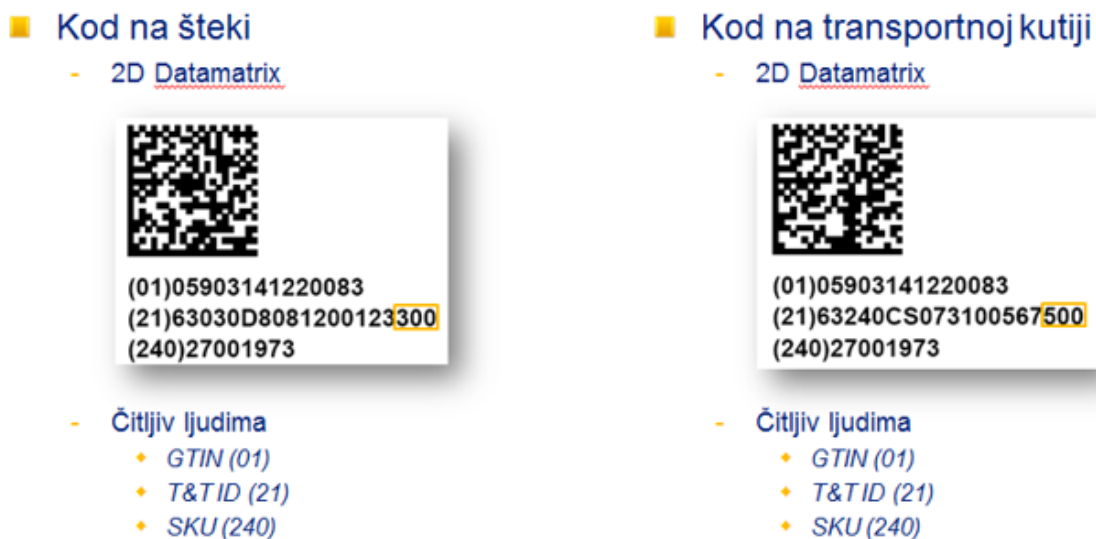 Kod na šteki
- 2D Datamatrix
(01)05903141220083
(21)63030D8081200123300
(240)27001973
- Čitljiv ljudima
GTIN (01)
T&T ID (21)
SKU (240)
Kod na transportnoj kutiji
- 2D Datamatrix
(01)05903141220083
(21)63240CS073100567500
(240)27001973
- Čitljiv ljudima
GTIN (01)
T&T ID (21)
SKU (240)